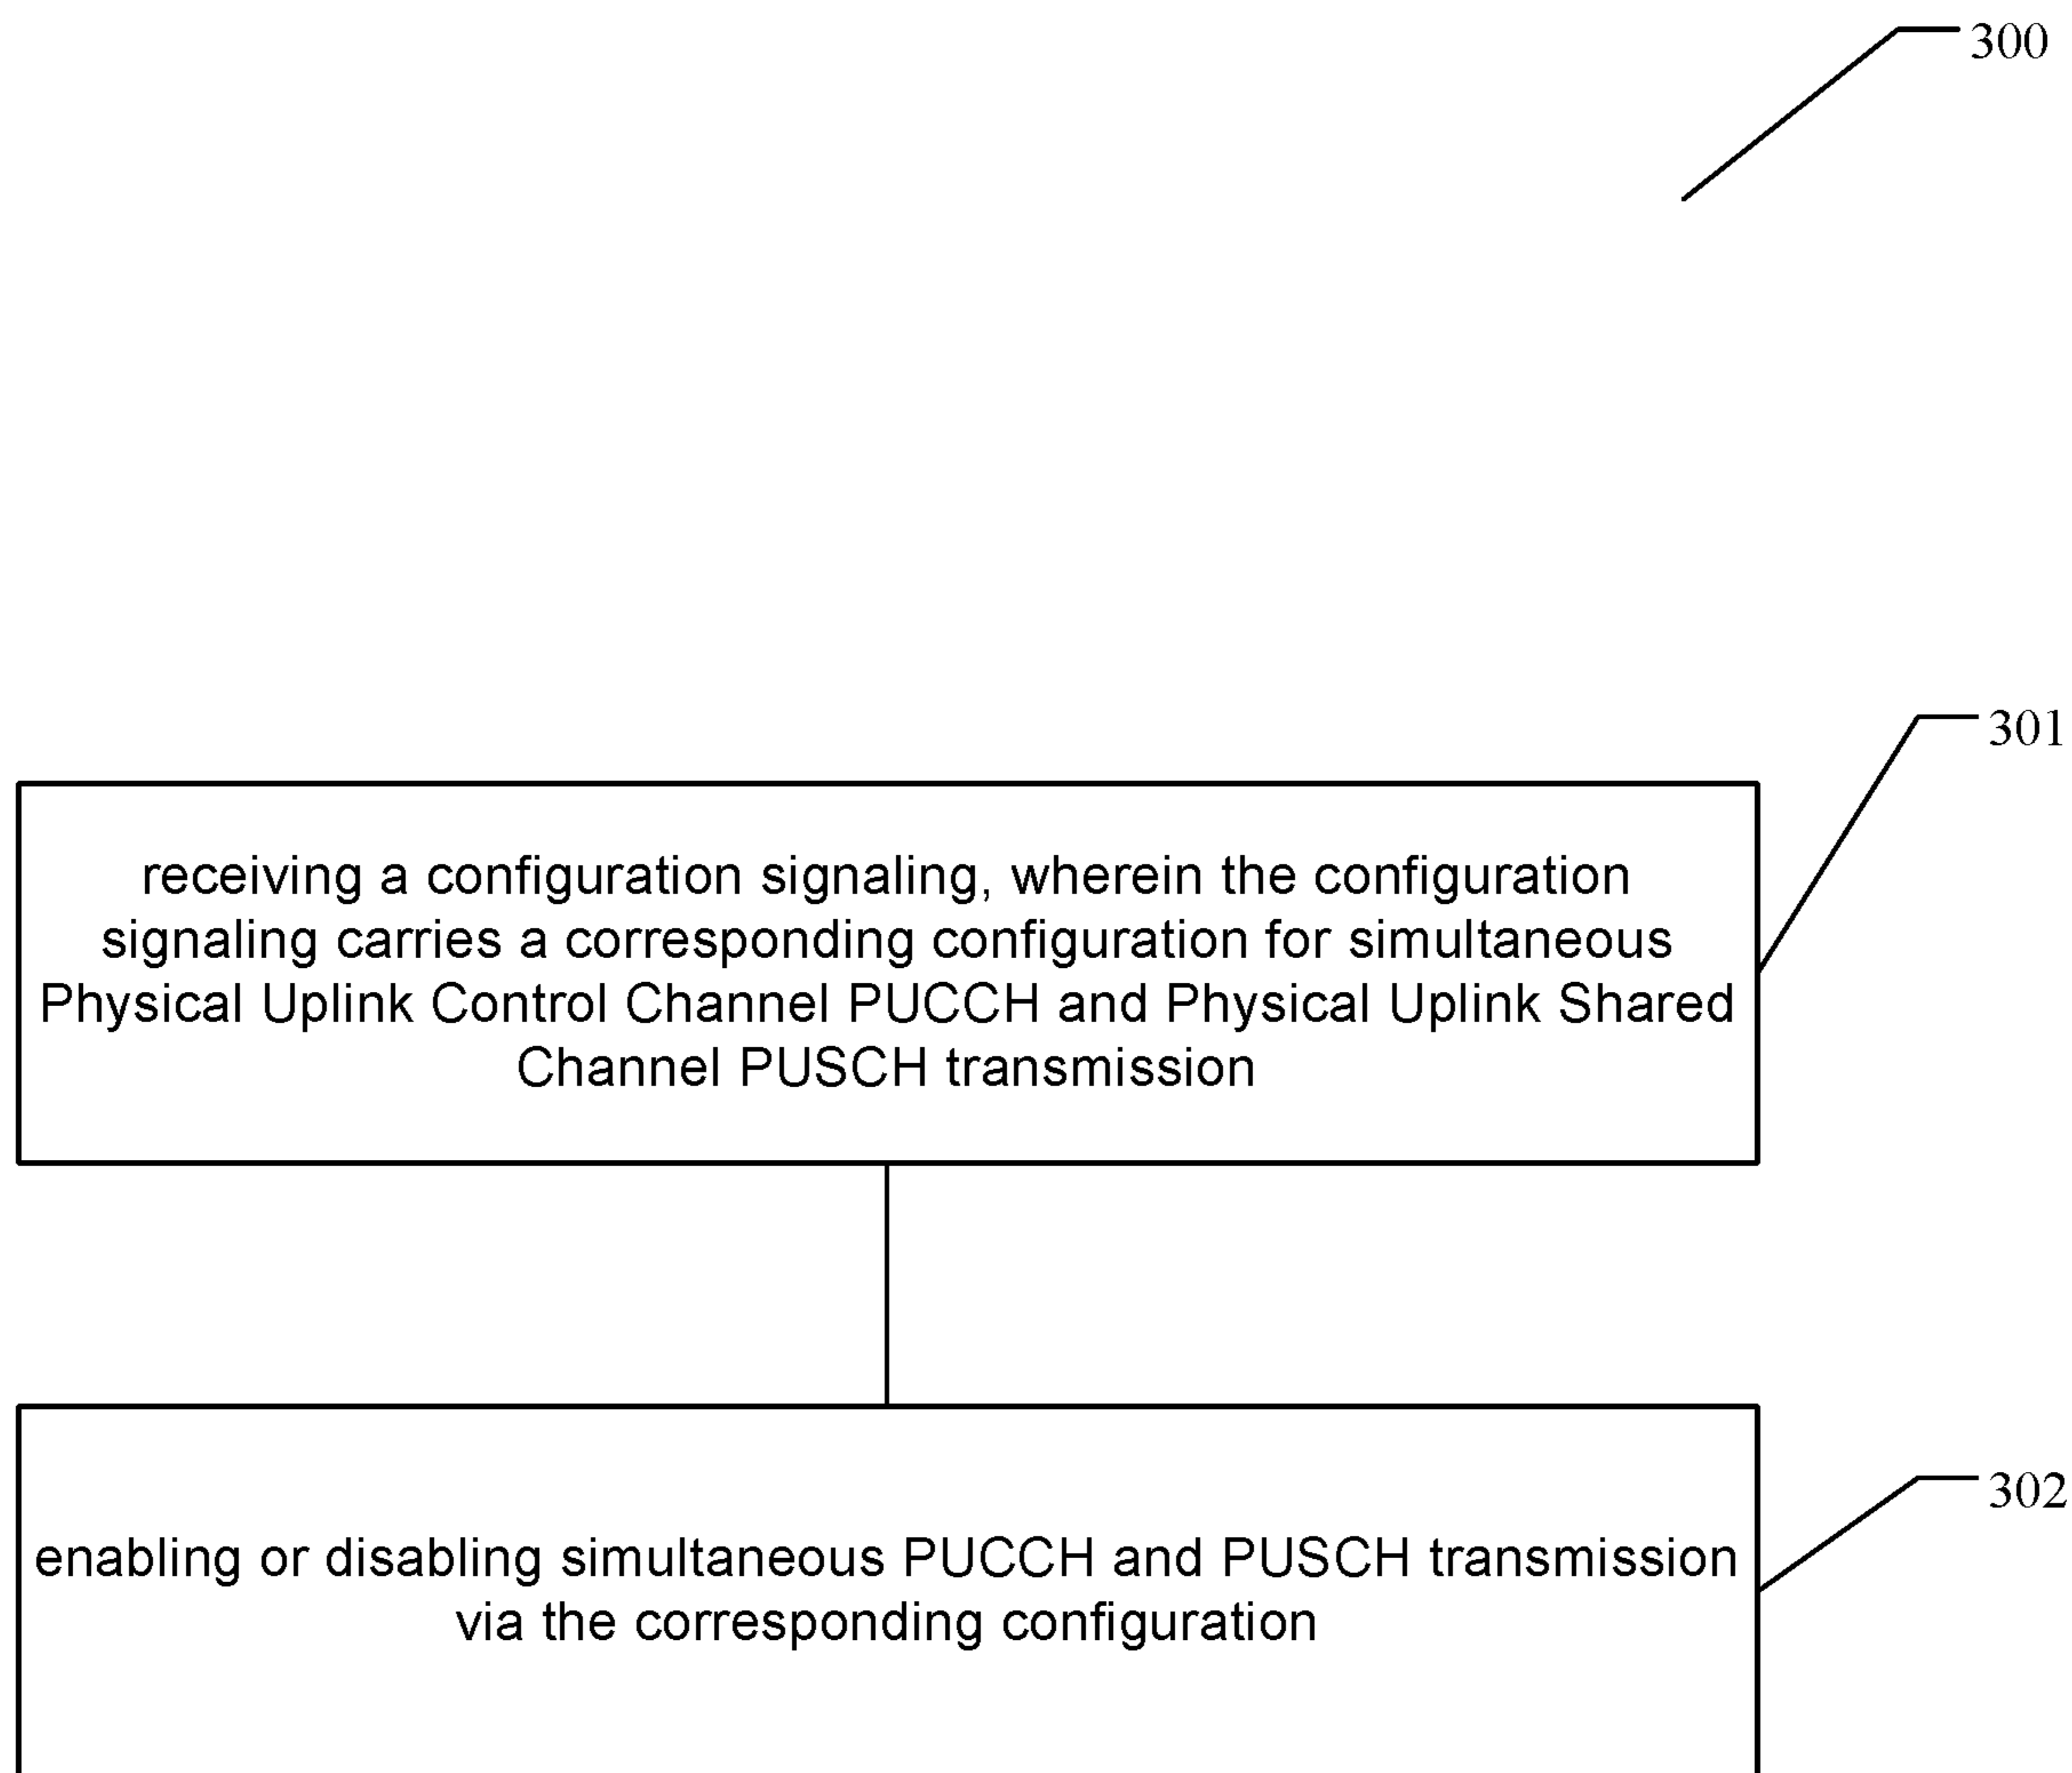 300
301
receiving a configuration signaling, wherein the configuration
signaling carries a corresponding configuration for simultaneous
Physical Uplink Control Channel PUCCH and Physical Uplink Shared
Channel PUSCH transmission
302
enabling or disabling simultaneous PUCCH and PUSCH transmission
via the corresponding configuration